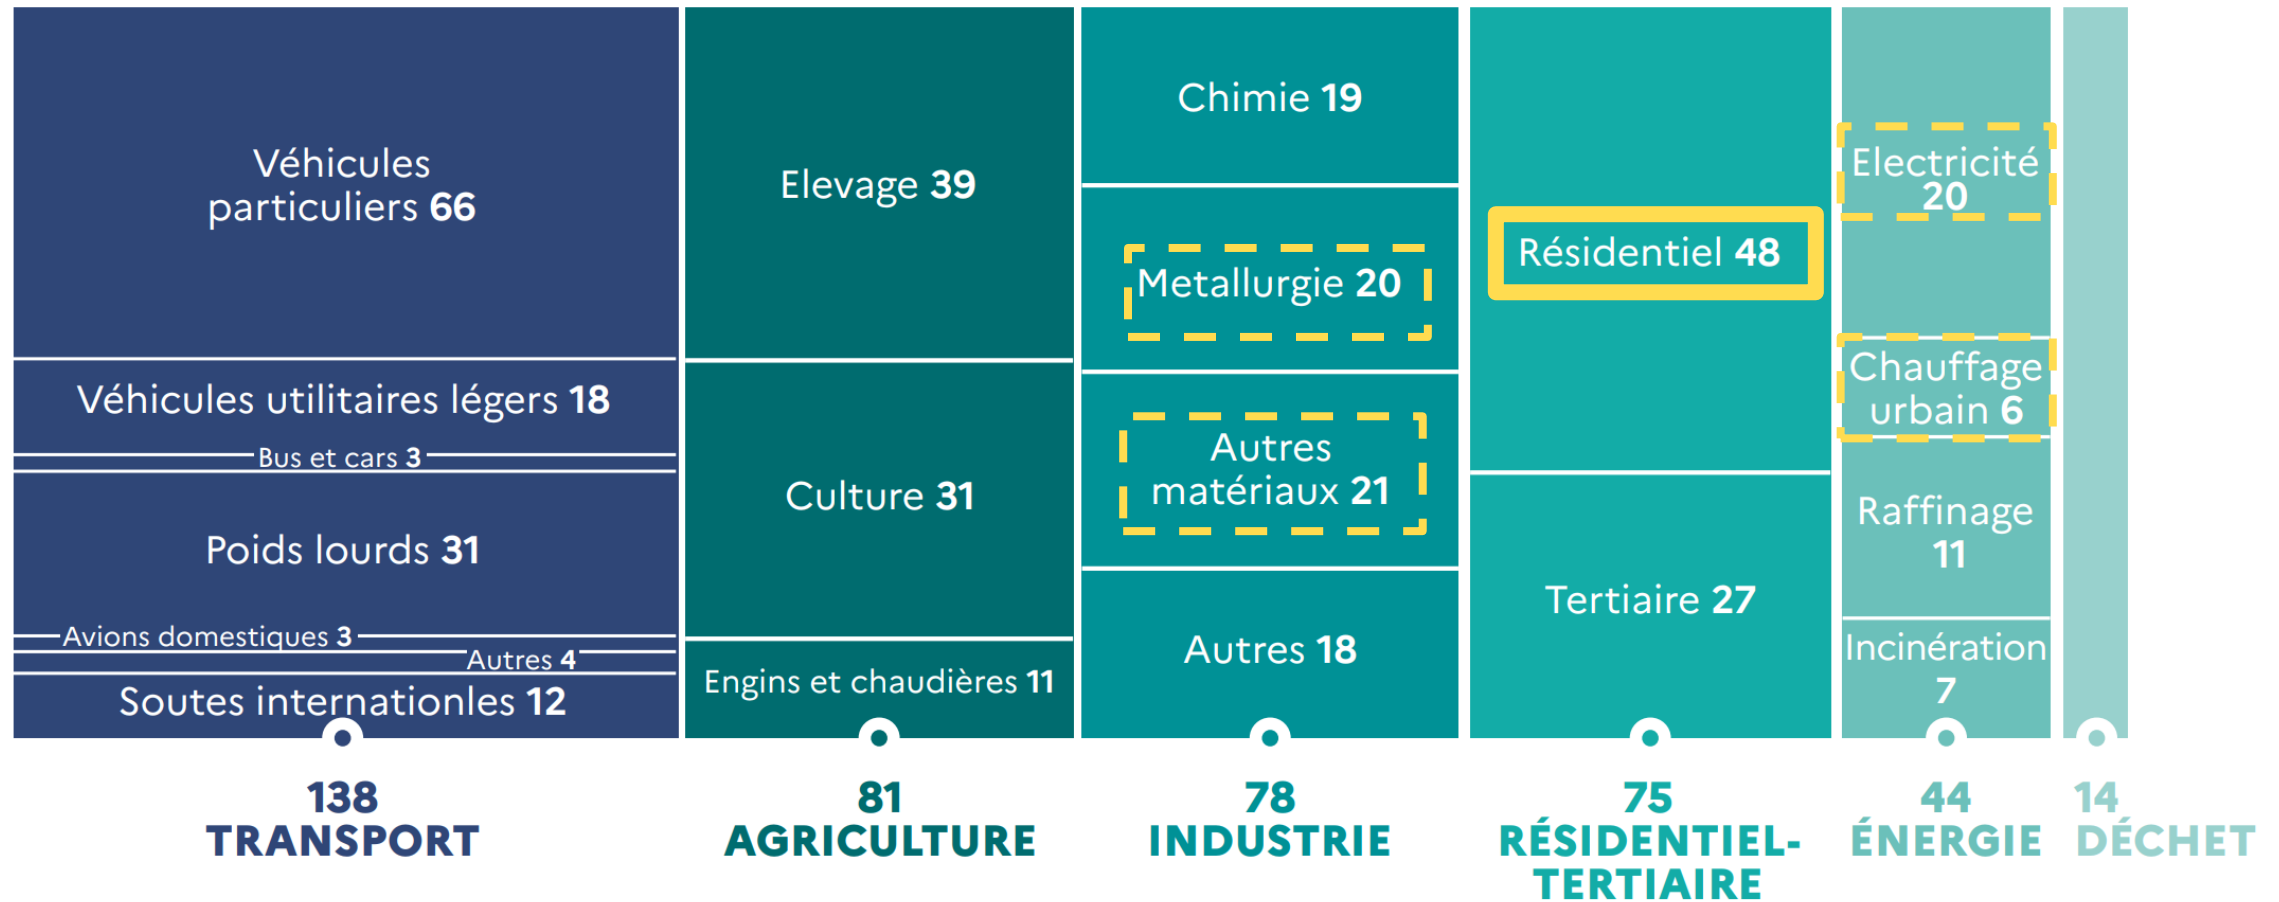 Véhicules
particuliers 66
Véhicules utilitaires légers 18
Bus et cars 3
Poids lourds 31
Avions domestiques 3
Autres 4
Soutes internationles 12
138
TRANSPORT
Elevage 39
Culture 31
Engins et chaudières 11
81
AGRICULTURE
Chimie 19
Metallurgie 20
Autres
matériaux 21
Autres 18
78
INDUSTRIE
Résidentiel 48
Tertiaire 27
75
RÉSIDENTIEL-
TERTIAIRE
Electricité
20
Chauffage
urbain 6
Raffinage
11
Incinération
7
44
ÉNERGIE
14
DÉCHET